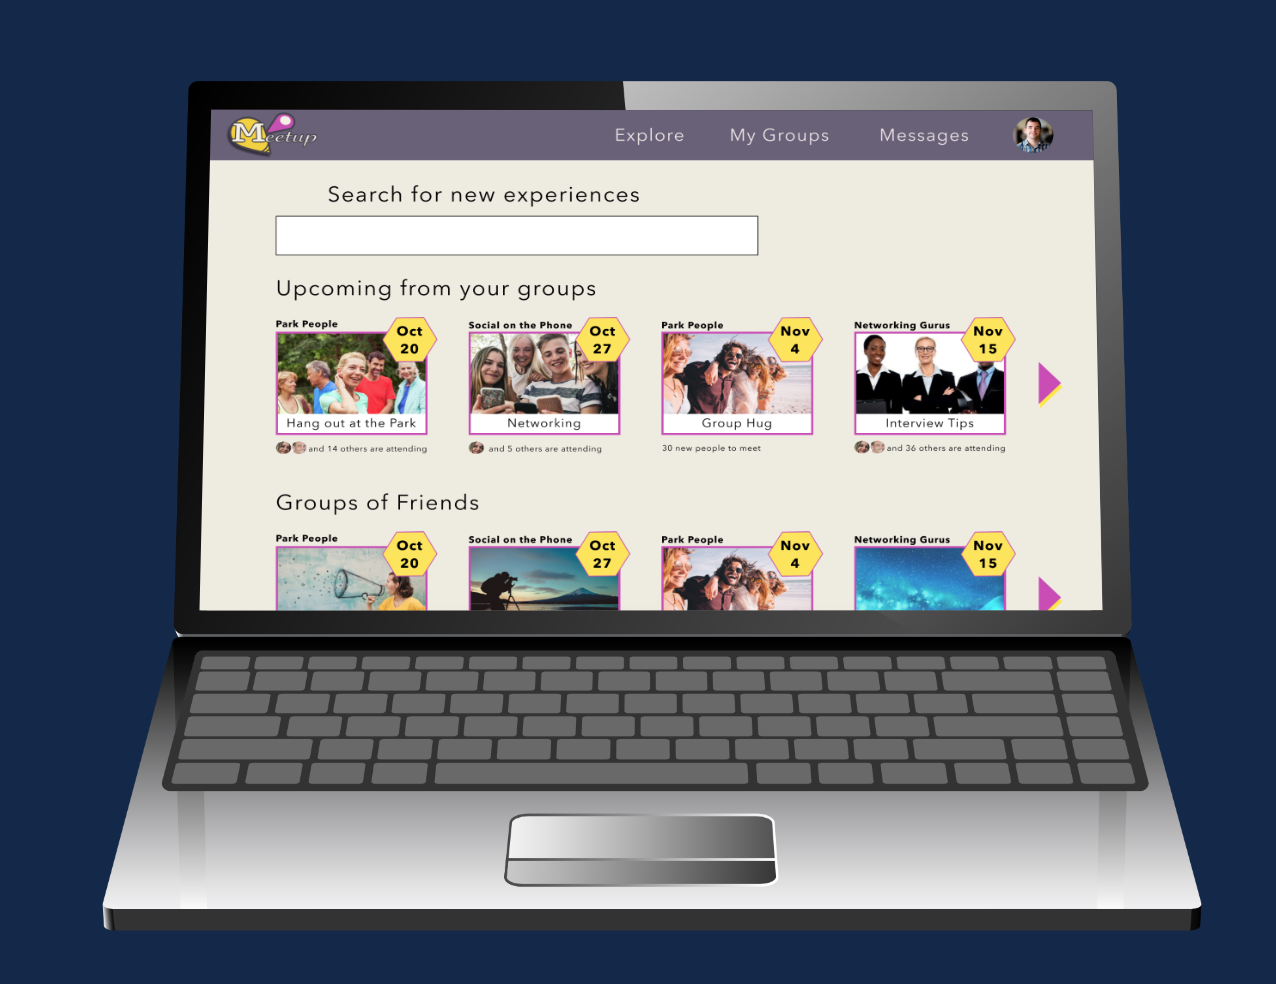 Meetup
Explore
My Groups
Messages
Search for new experiences
Upcoming from your groups
Park People
Oct
20
Hang out at the Park
and 14 others are attending
Social on the Phone
Oct
27
Networking
and 5 others are attending
Park People
Nov
4
Group Hug
30 new people to meet
Networking Gurus
Nov
15
Interview Tips
and 36 others are attending
Groups of Friends
Park People
Oct
20
Social on the Phone
Oct
27
Park People
Nov
4
Networking Gurus
Nov
15